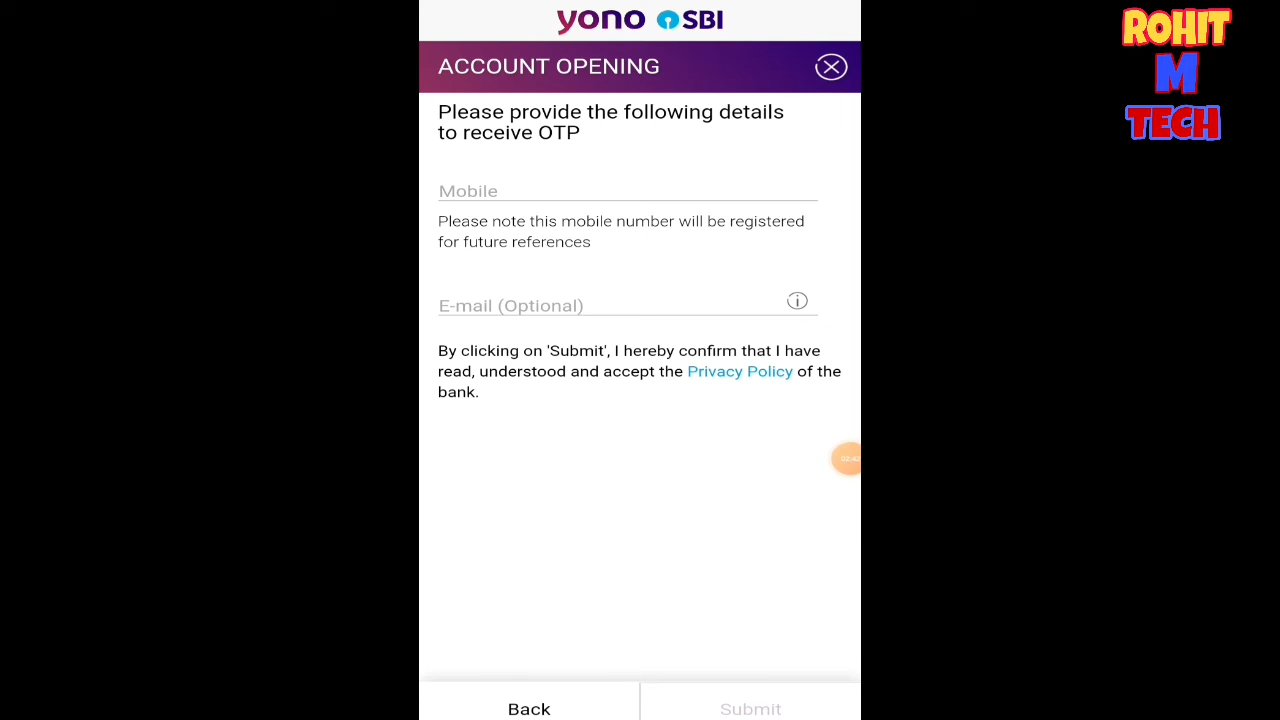 yono SBI
ACCOUNT OPENING
Please provide the following details
to receive OTP
Mobile
Please note this mobile number will be registered
for future references
E-mail (Optional)
By clicking on 'Submit', I hereby confirm that I have
read, understood and accept the Privacy Policy of the
bank.
Back
Submit
ROHIT
M
TECH